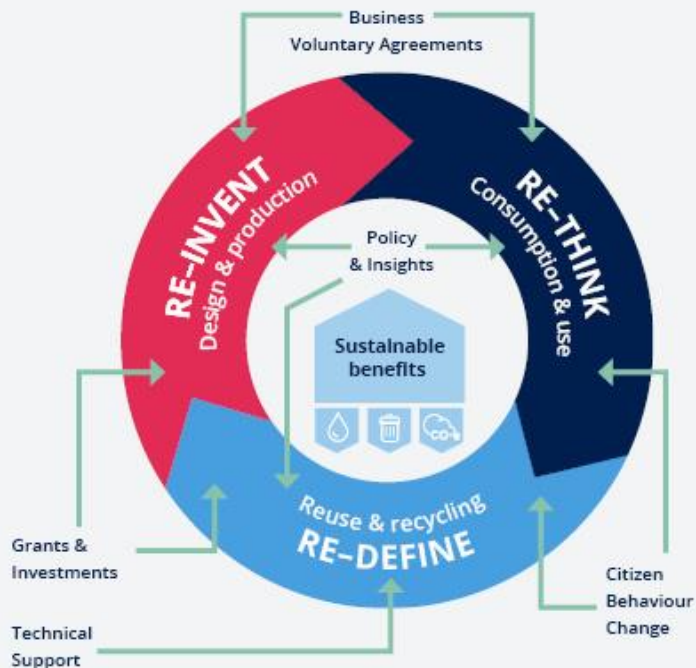 Business
Voluntary Agreements
RE-INVENT
Design & production
RE-THINK
Consumption & use
Policy
& Insights
Sustainable
benefits
CO₂
Reuse & recycling
RE-DEFINE
Grants &
Investments
Technical
Support
Citizen
Behaviour
Change